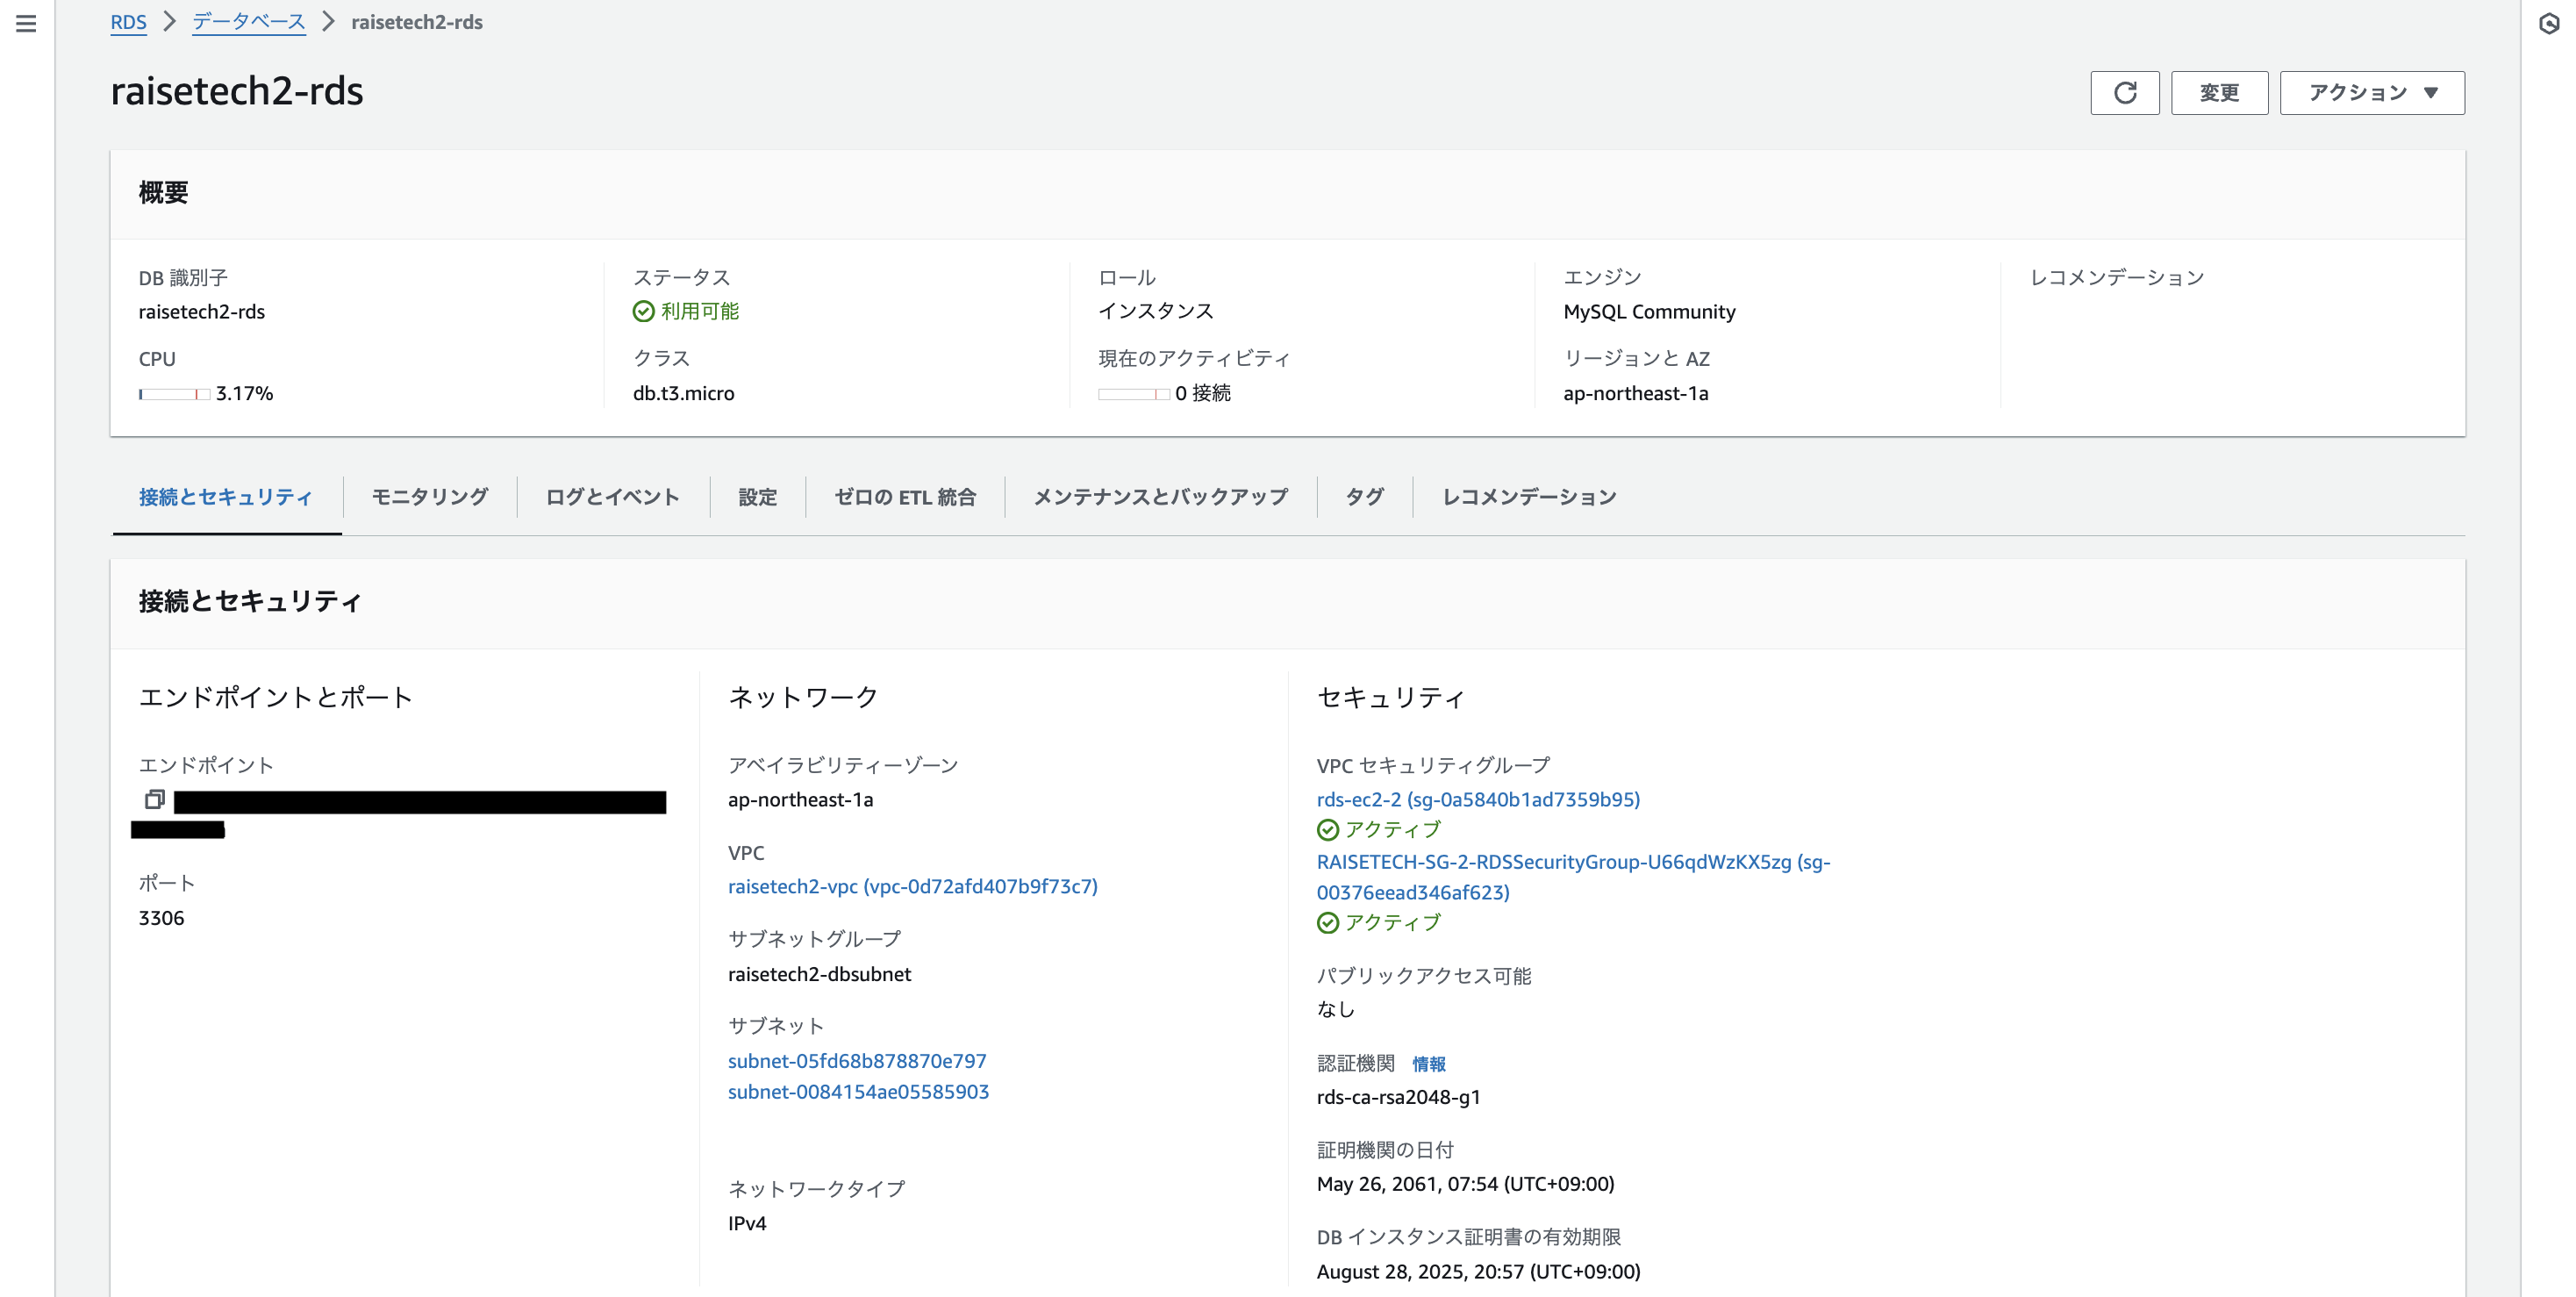 RDS > データベース > raisetech2-rds
raisetech2-rds
変更
アクション
概要
DB 識別子
raisetech2-rds
CPU
3.17%
ステータス
利用可能
クラス
db.t3.micro
ロール
インスタンス
現在のアクティビティ
0 接続
エンジン
MySQL Community
リージョンと AZ
ap-northeast-1a
レコメンデーション
接続とセキュリティ
モニタリング
ログとイベント
設定
ゼロの ETL 統合
メンテナンスとバックアップ
タグ
レコメンデーション
接続とセキュリティ
エンドポイントとポート
エンドポイント
ポート
3306
ネットワーク
アベイラビリティーゾーン
ap-northeast-1a
VPC
raisetech2-vpc (vpc-0d72afd407b9f73c7)
サブネットグループ
raisetech2-dbsubnet
サブネット
subnet-05fd68b878870e797
subnet-0084154ae05585903
ネットワークタイプ
IPv4
セキュリティ
VPC セキュリティグループ
rds-ec2-2 (sg-0a5840b1ad7359b95)
アクティブ
RAISETECH-SG-2-RDSSecurityGroup-U66qdWzKX5zg (sg-
00376eead346af623)
アクティブ
パブリックアクセス可能
なし
認証機関 情報
rds-ca-rsa2048-g1
証明機関の日付
May 26, 2061, 07:54 (UTC+09:00)
DB インスタンス証明書の有効期限
August 28, 2025, 20:57 (UTC+09:00)